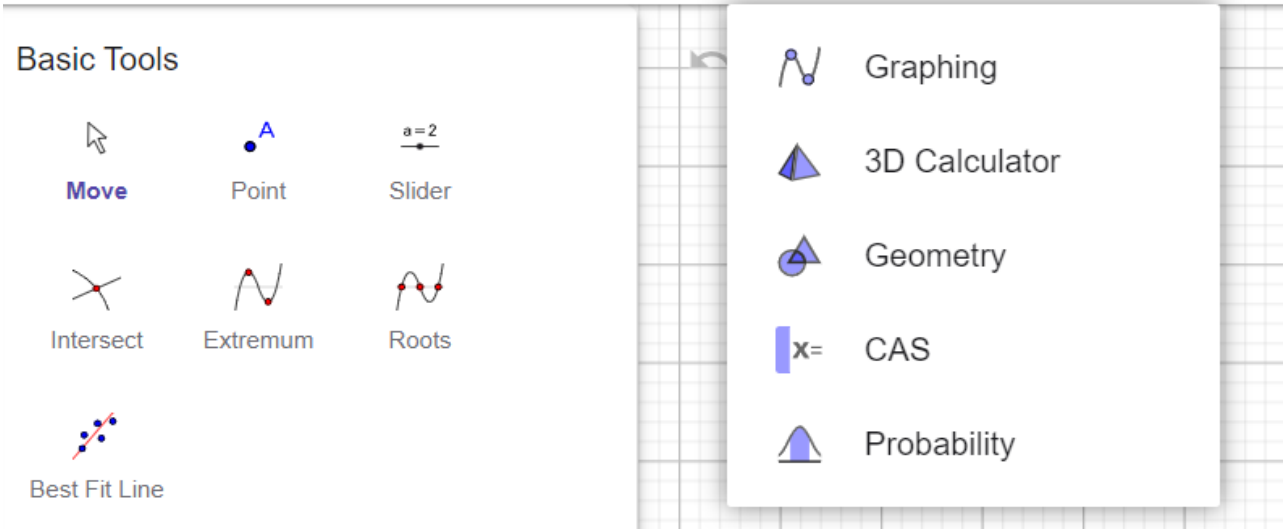 Basic Tools
A
a=2
Move Point Slider
Intersect Extremum Roots
Best Fit Line
Graphing
3D Calculator
Geometry
x= CAS
Probability